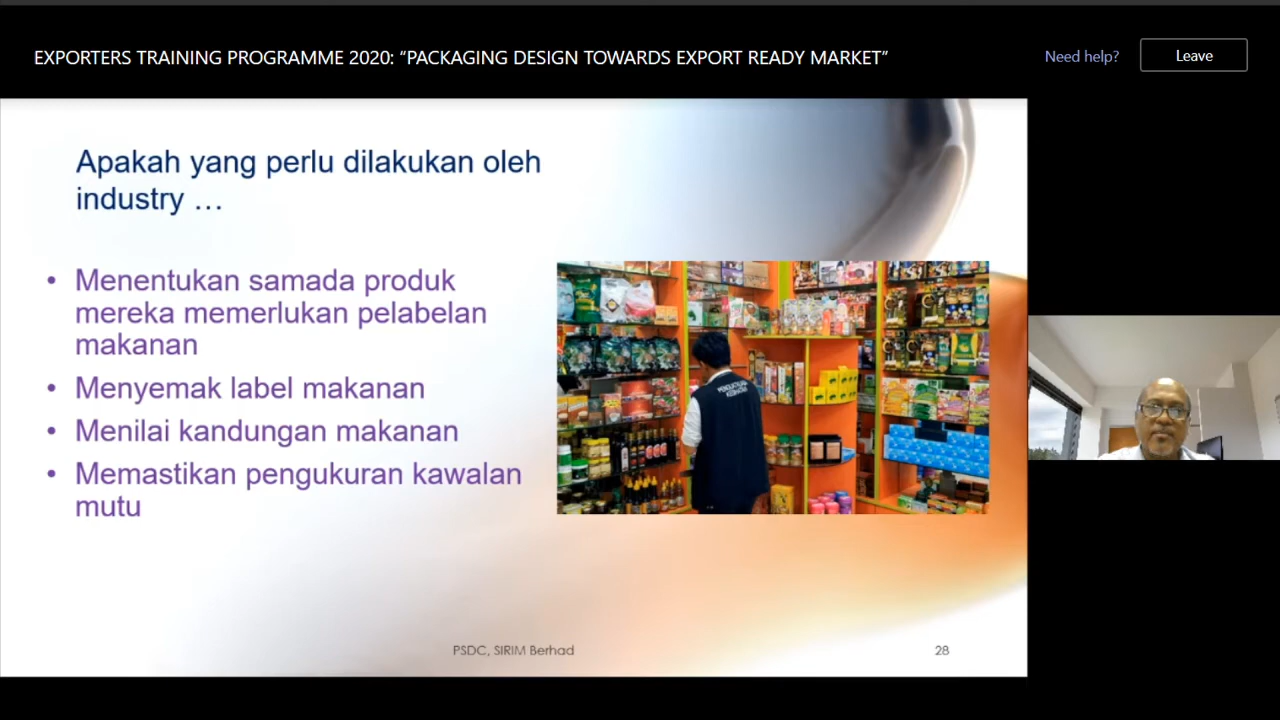 EXPORTERS TRAINING PROGRAMME 2020: “PACKAGING DESIGN TOWARDS EXPORT READY MARKET”
Need help?
Leave
Apakah yang perlu dilakukan oleh
industry …
• Menentukan samada produk
mereka memerlukan pelabelan
makanan
• Menyemak label makanan
• Menilai kandungan makanan
• Memastikan pengukuran kawalan
mutu
PENGUATKUASA
KESIHATAN
PSDC, SIRIM Berhad
28